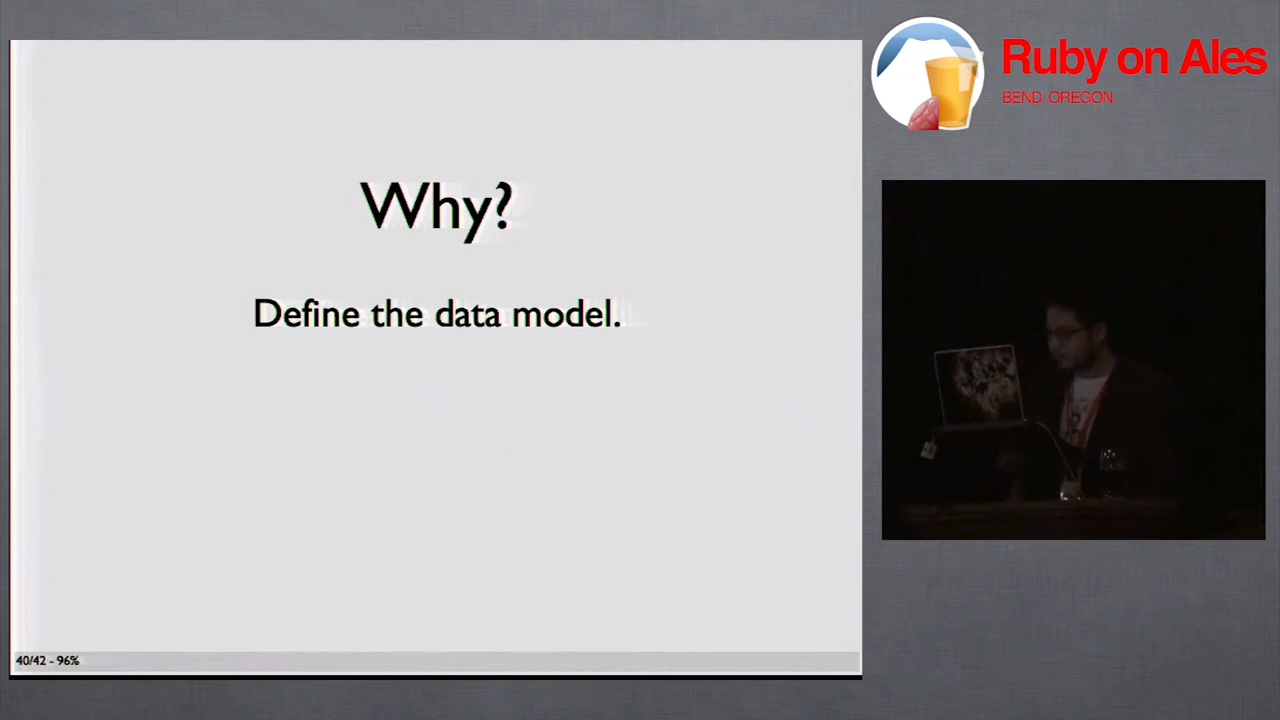 Why?
Define the data model.
40/42 - 96%
Ruby on Ales
BEND, OREGON